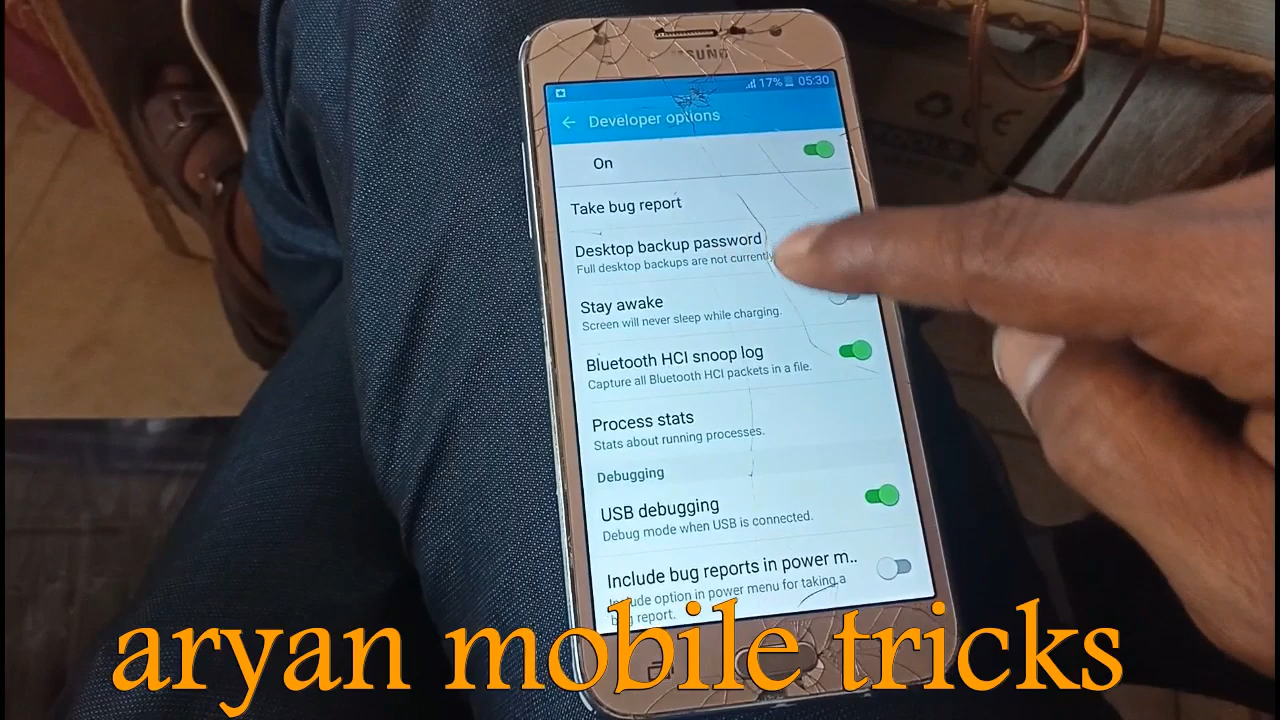 17% 05:30
Developer options
On
Take bug report
Desktop backup password
Full desktop backups are not currently
Stay awake
Screen will never sleep while charging.
Bluetooth HCI snoop log
Capture all Bluetooth HCI packets in a file.
Process stats
Stats about running processes.
Debugging
USB debugging
Debug mode when USB is connected.
Include bug reports in power m..
Include option in power menu for taking a
bug report.
aryan mobile tricks